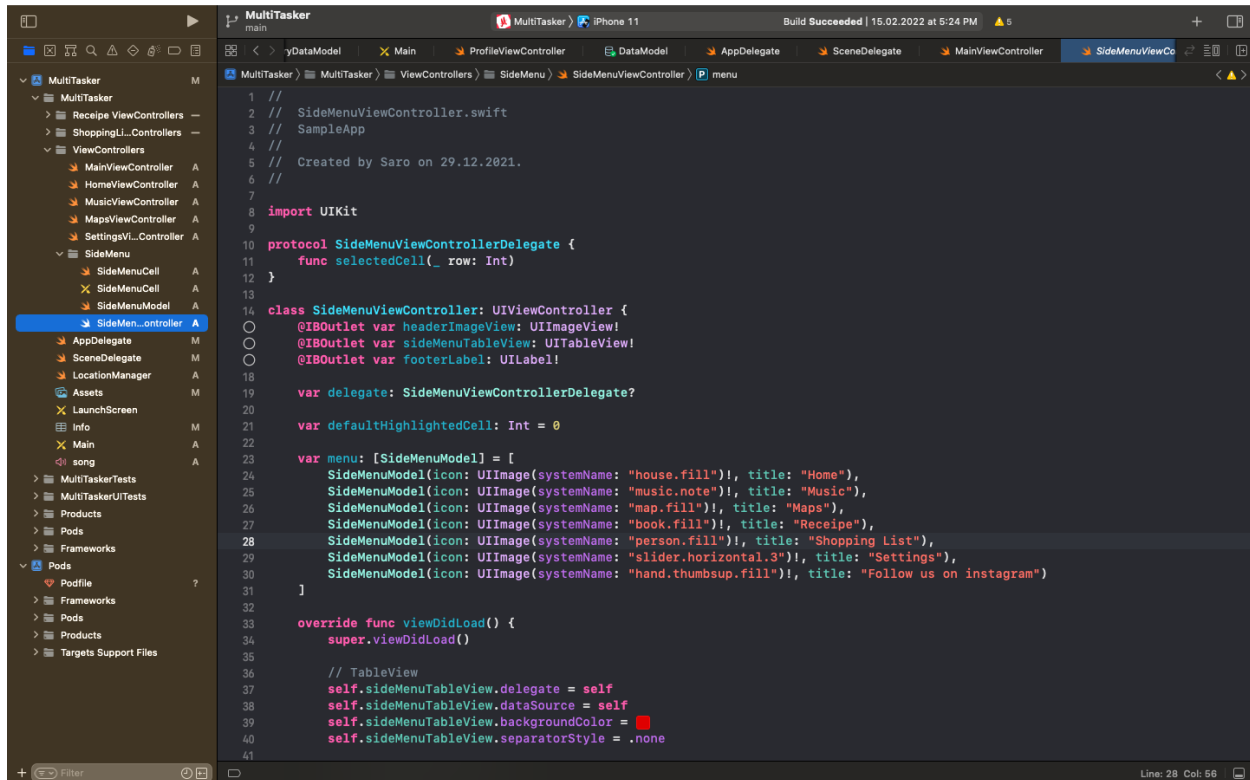 MultiTasker
main
MultiTasker 〉 iPhone 11
Build Succeeded | 15.02.2022 at 5:24 PM
5
yDataModel
Main
ProfileViewController
DataModel
AppDelegate
SceneDelegate
MainViewController
SideMenuViewCo
MultiTasker 〉 MultiTasker 〉 ViewControllers 〉 SideMenu 〉 SideMenuViewController 〉 P menu
MultiTasker M
MultiTasker
Receipe ViewControllers
ShoppingLi...Controllers
ViewControllers
MainViewController A
HomeViewController A
MusicViewController A
MapsViewController A
SettingsVi...Controller A
SideMenu
SideMenuCell A
SideMenuCell A
SideMenuModel A
SideMen...ontroller A
AppDelegate M
SceneDelegate M
LocationManager A
Assets M
LaunchScreen
Info M
Main A
song A
MultiTaskerTests
MultiTaskerUITests
Products
Pods
Frameworks
Pods
Podfile ?
Frameworks
Pods
Products
Targets Support Files
Filter
1 //
2 //  SideMenuViewController.swift
3 //  SampleApp
4 //
5 //  Created by Saro on 29.12.2021.
6 //
7
8 import UIKit
9
10 protocol SideMenuViewControllerDelegate {
11     func selectedCell(_ row: Int)
12 }
13
14 class SideMenuViewController: UIViewController {
@IBOutlet var headerImageView: UIImageView!
@IBOutlet var sideMenuTableView: UITableView!
@IBOutlet var footerLabel: UILabel!
18
19     var delegate: SideMenuViewControllerDelegate?
20
21     var defaultHighlightedCell: Int = 0
22
23     var menu: [SideMenuModel] = [
24         SideMenuModel(icon: UIImage(systemName: "house.fill")!, title: "Home"),
25         SideMenuModel(icon: UIImage(systemName: "music.note")!, title: "Music"),
26         SideMenuModel(icon: UIImage(systemName: "map.fill")!, title: "Maps"),
27         SideMenuModel(icon: UIImage(systemName: "book.fill")!, title: "Receipe"),
28         SideMenuModel(icon: UIImage(systemName: "person.fill")!, title: "Shopping List"),
29         SideMenuModel(icon: UIImage(systemName: "slider.horizontal.3")!, title: "Settings"),
30         SideMenuModel(icon: UIImage(systemName: "hand.thumbsup.fill")!, title: "Follow us on instagram")
31     ]
32
33     override func viewDidLoad() {
34         super.viewDidLoad()
35
36         // TableView
37         self.sideMenuTableView.delegate = self
38         self.sideMenuTableView.dataSource = self
39         self.sideMenuTableView.backgroundColor =
40         self.sideMenuTableView.separatorStyle = .none
41
Line: 28 Col: 56